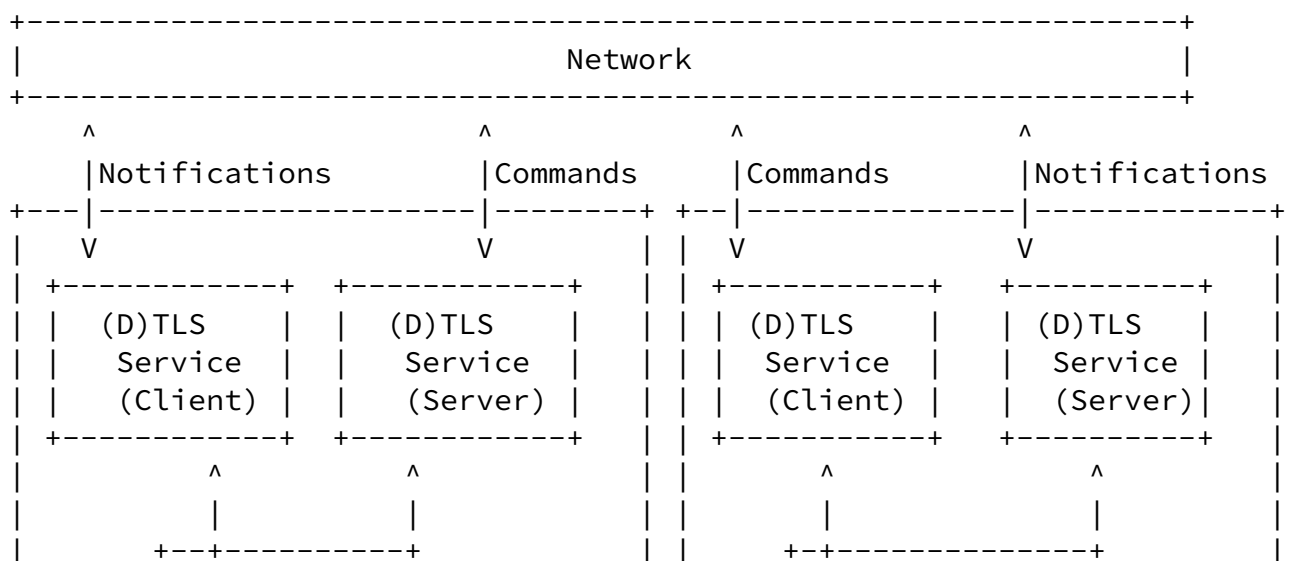 Network
Notifications Commands Commands Notifications
(D)TLS (D)TLS (D)TLS (D)TLS
Service Service Service Service
(Client) (Server) (Client) (Server)